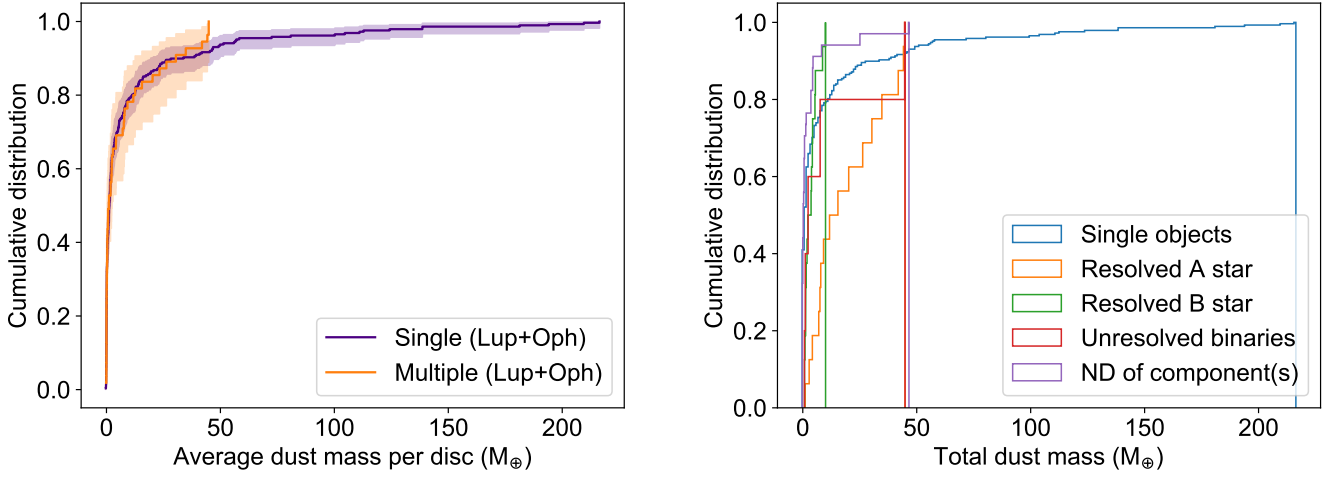 1.0
0.8
0.6
0.4
0.2
0.0
Cumulative distribution
0 50 100 150 200
Average dust mass per disc (M⊕)
Single (Lup+Oph)
Multiple (Lup+Oph)
1.0
0.8
0.6
0.4
0.2
0.0
Cumulative distribution
0 50 100 150 200
Total dust mass (M⊕)
Single objects
Resolved A star
Resolved B star
Unresolved binaries
ND of component(s)